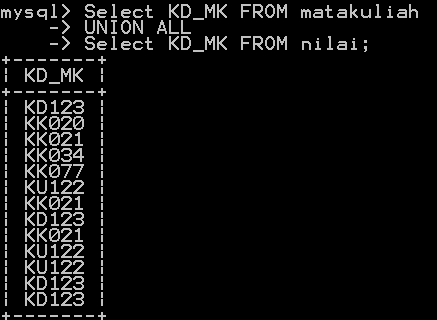 mysql> Select KD_MK FROM matakuliah
    -> UNION ALL
    -> Select KD_MK FROM nilai;
+-------+
| KD_MK |
+-------+
| KD123 |
| KK020 |
| KK021 |
| KK034 |
| KK077 |
| KU122 |
| KK021 |
| KD123 |
| KK021 |
| KU122 |
| KU122 |
| KD123 |
| KD123 |
+-------+